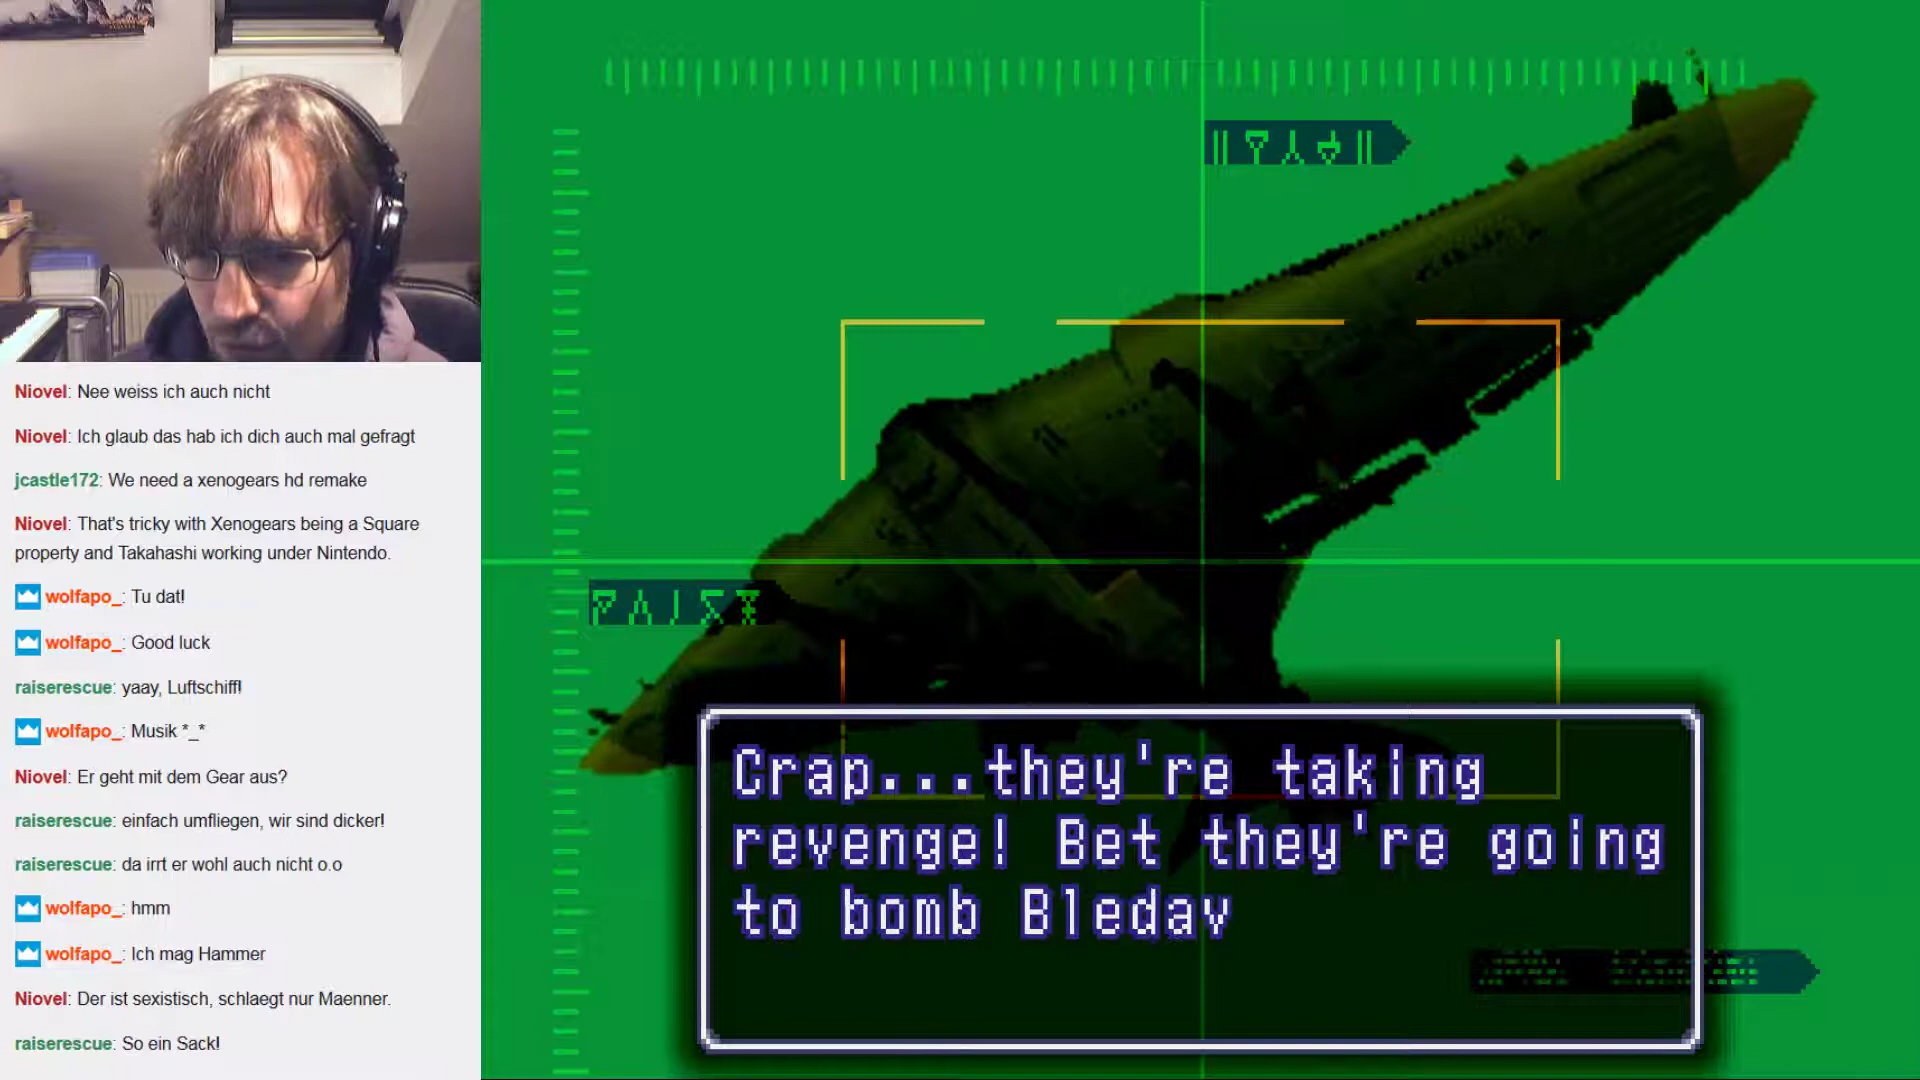 Niovel: Nee weiss ich auch nicht
Niovel: Ich glaub das hab ich dich auch mal gefragt
jcastle172: We need a xenogears hd remake
Niovel: That's tricky with Xenogears being a Square
property and Takahashi working under Nintendo.
wolfapo_: Tu dat!
wolfapo_: Good luck
raiserescue: yaay, Luftschiff!
wolfapo_: Musik *_*
Niovel: Er geht mit dem Gear aus?
raiserescue: einfach umfliegen, wir sind dicker!
raiserescue: da irrt er wohl auch nicht o.o
wolfapo_: hmm
wolfapo_: Ich mag Hammer
Niovel: Der ist sexistisch, schlaegt nur Maenner.
raiserescue: So ein Sack!
Crap...they're taking
revenge! Bet they're going
to bomb Bledav